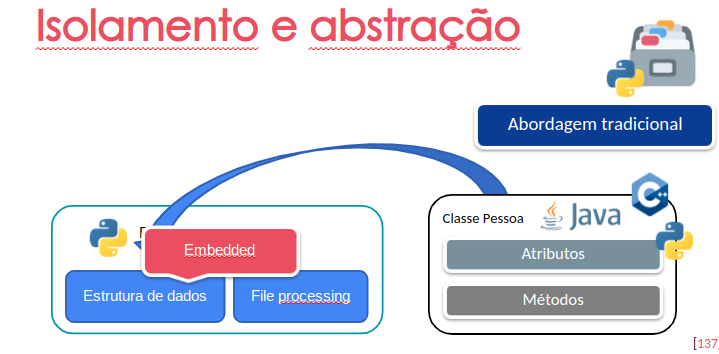 Isolamento e abstração
Abordagem tradicional
Classe Pessoa
Java
C++
Embedded
Atributos
Estrutura de dados
File processing
Métodos
[137